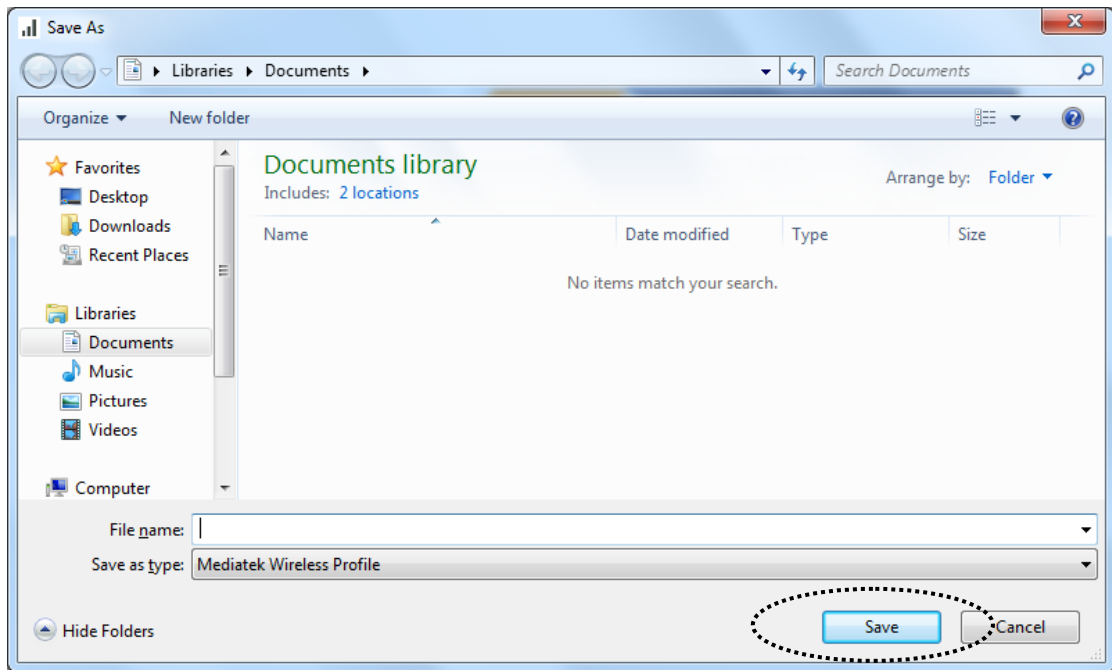 Save As
Libraries Documents Search Documents
Organize New folder
Favorites
Desktop
Downloads
Recent Places
Libraries
Documents
Music
Pictures
Videos
Computer
Documents library
Includes: 2 locations
Arrange by: Folder
Name Date modified Type Size
No items match your search.
File name:
Save as type: Mediatek Wireless Profile
Hide Folders Save Cancel